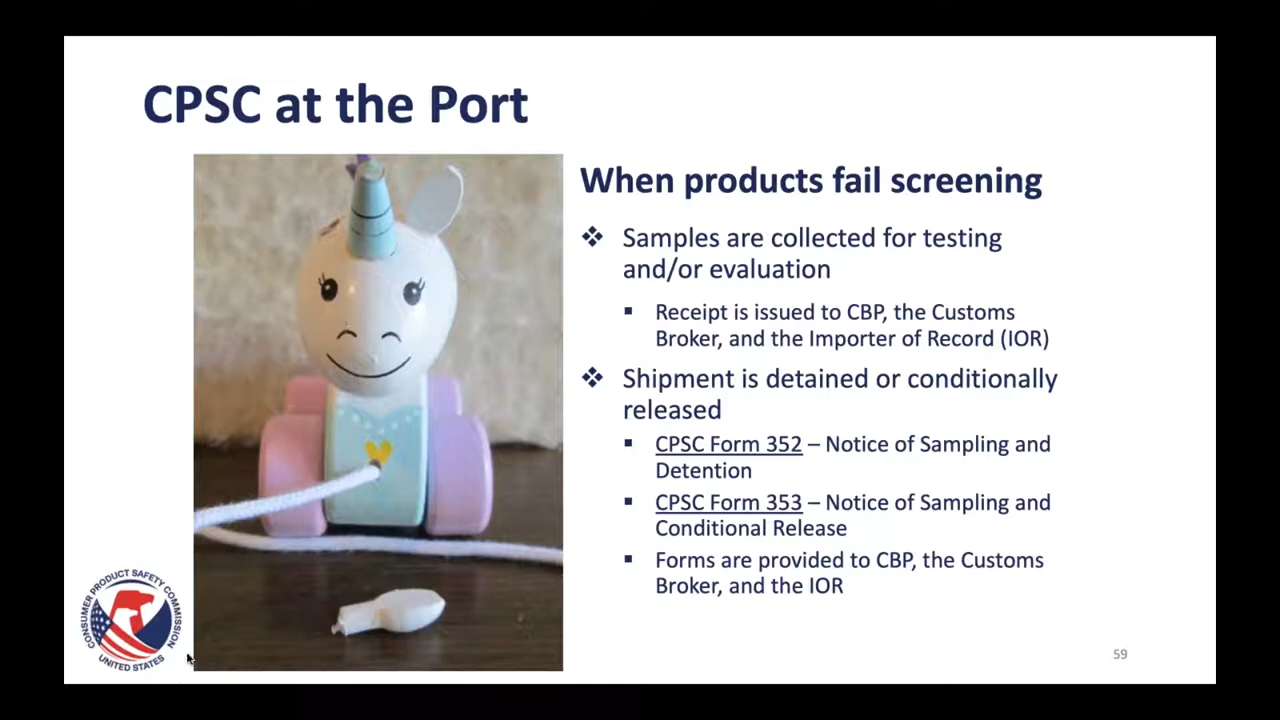 CPSC at the Port
When products fail screening
❖ Samples are collected for testing
and/or evaluation
▪ Receipt is issued to CBP, the Customs
Broker, and the Importer of Record (IOR)
❖ Shipment is detained or conditionally
released
▪ CPSC Form 352 – Notice of Sampling and
Detention
▪ CPSC Form 353 – Notice of Sampling and
Conditional Release
▪ Forms are provided to CBP, the Customs
Broker, and the IOR
CONSUMER PRODUCT SAFETY COMMISSION
UNITED STATES
59